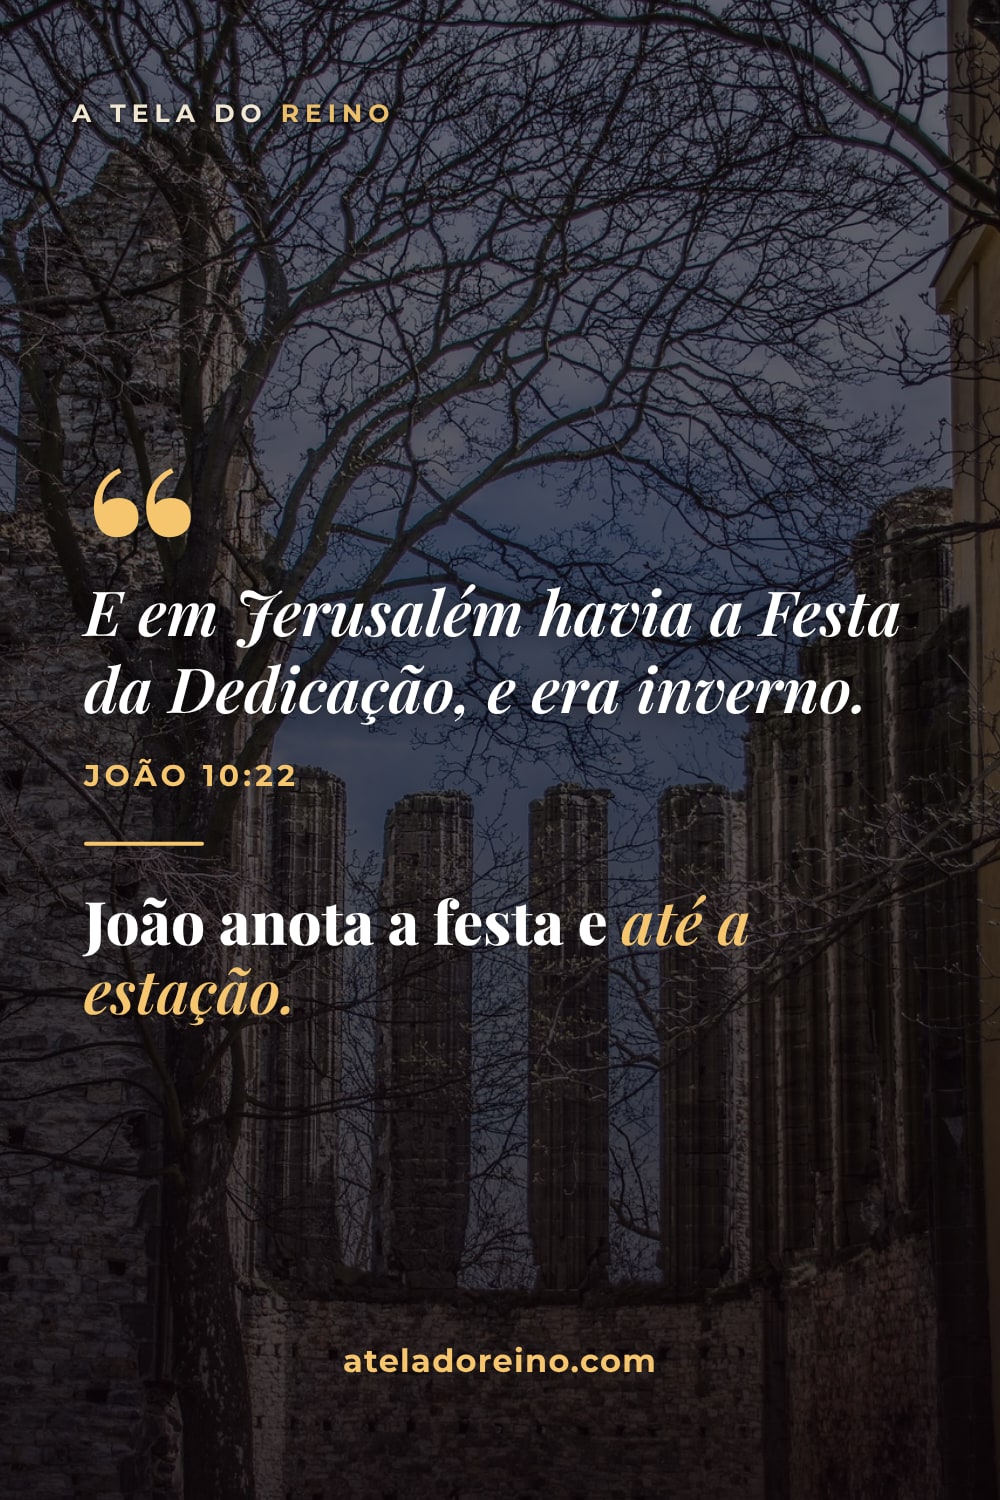 A TELA DO REINO
“
E em Jerusalém havia a Festa
da Dedicação, e era inverno.
JOÃO 10:22
João anota a festa e até a
estação.
ateladoreino.com